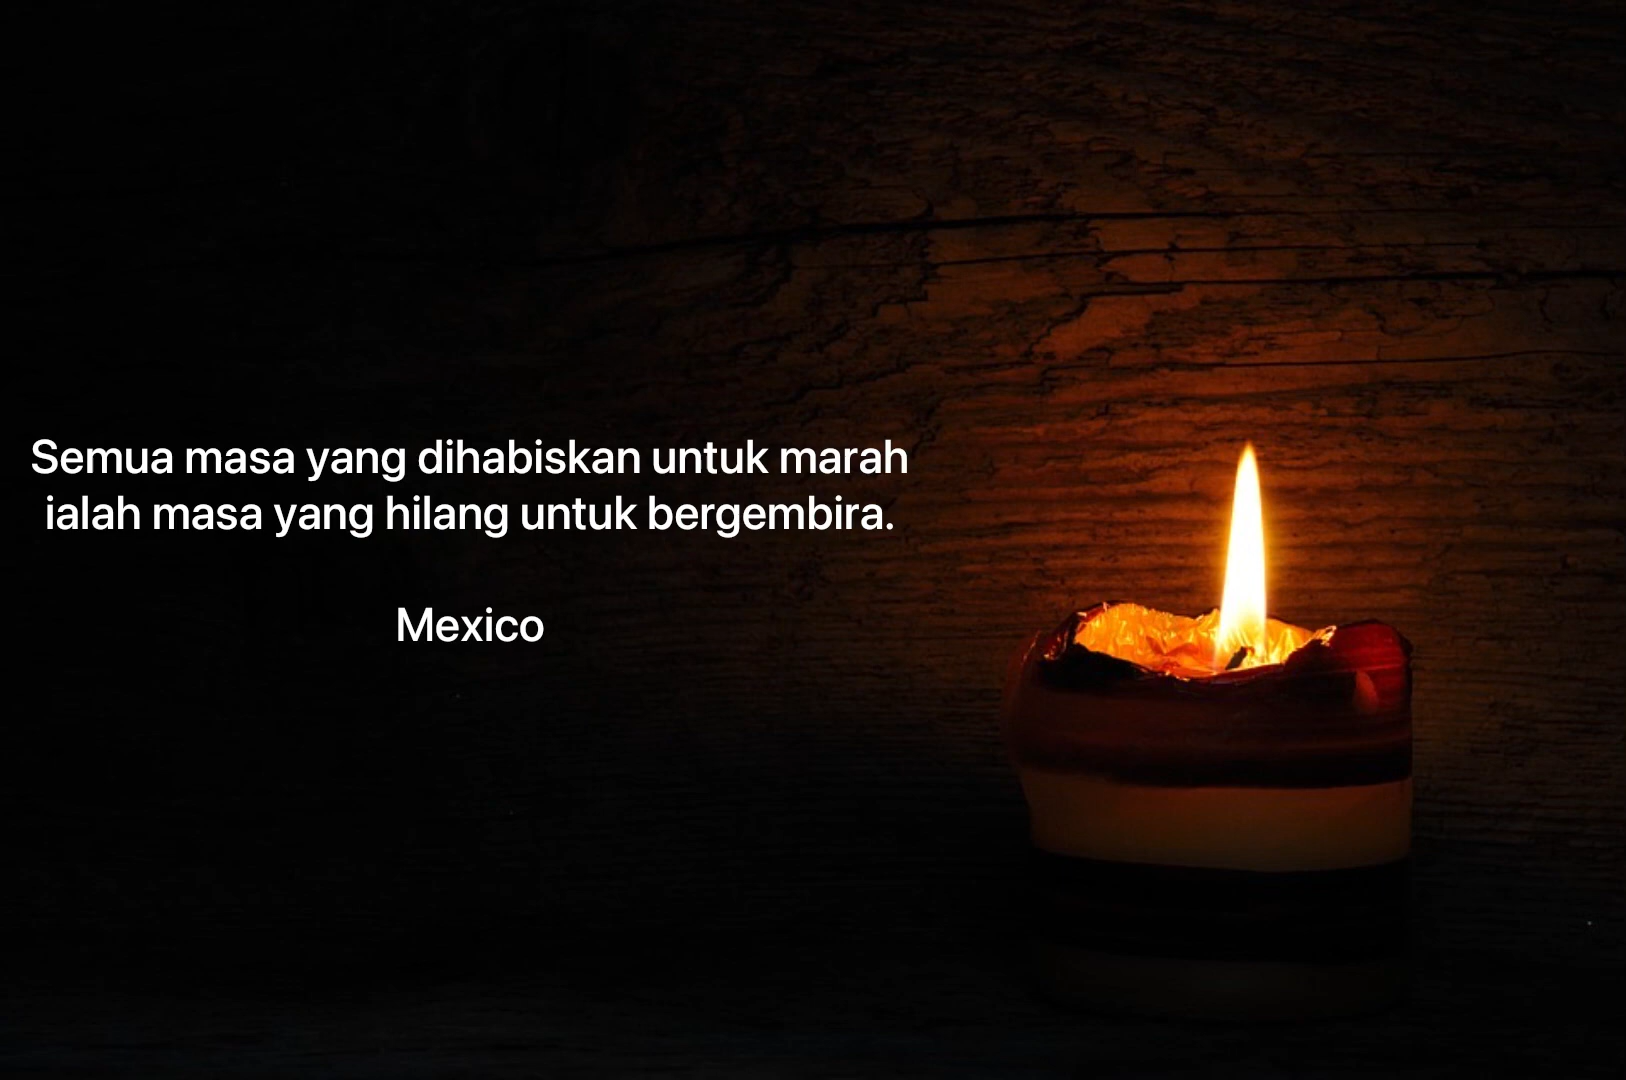 Semua masa yang dihabiskan untuk marah
ialah masa yang hilang untuk bergembira.
Mexico